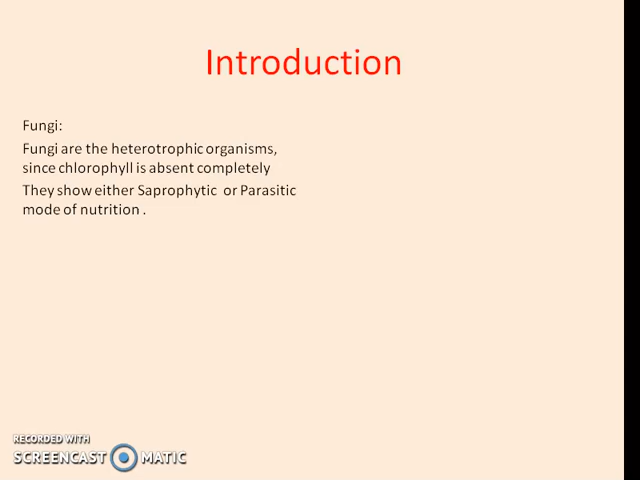 Introduction
Fungi:
Fungi are the heterotrophic organisms,
since chlorophyll is absent completely
They show either Saprophytic or Parasitic
mode of nutrition .
RECORDED WITH
SCREENCAST MATIC